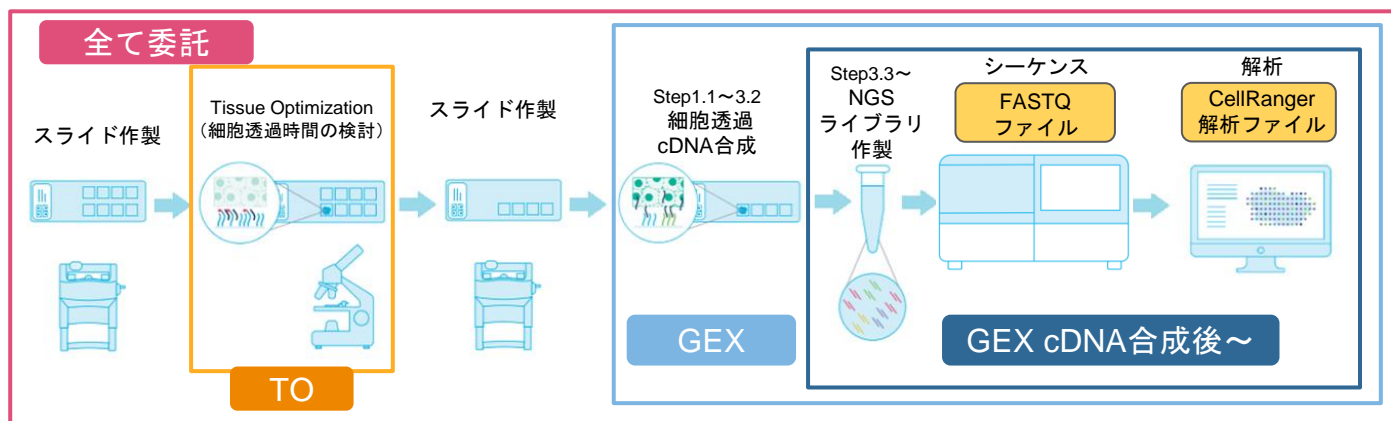 全て委託
スライド作製
Tissue Optimization
（細胞透過時間の検討）
スライド作製
Step1.1～3.2
細胞透過
cDNA合成
Step3.3～
NGS
ライブラリ
作製
シーケンス
FASTQ
ファイル
解析
CellRanger
解析ファイル
TO
GEX
GEX cDNA合成後～